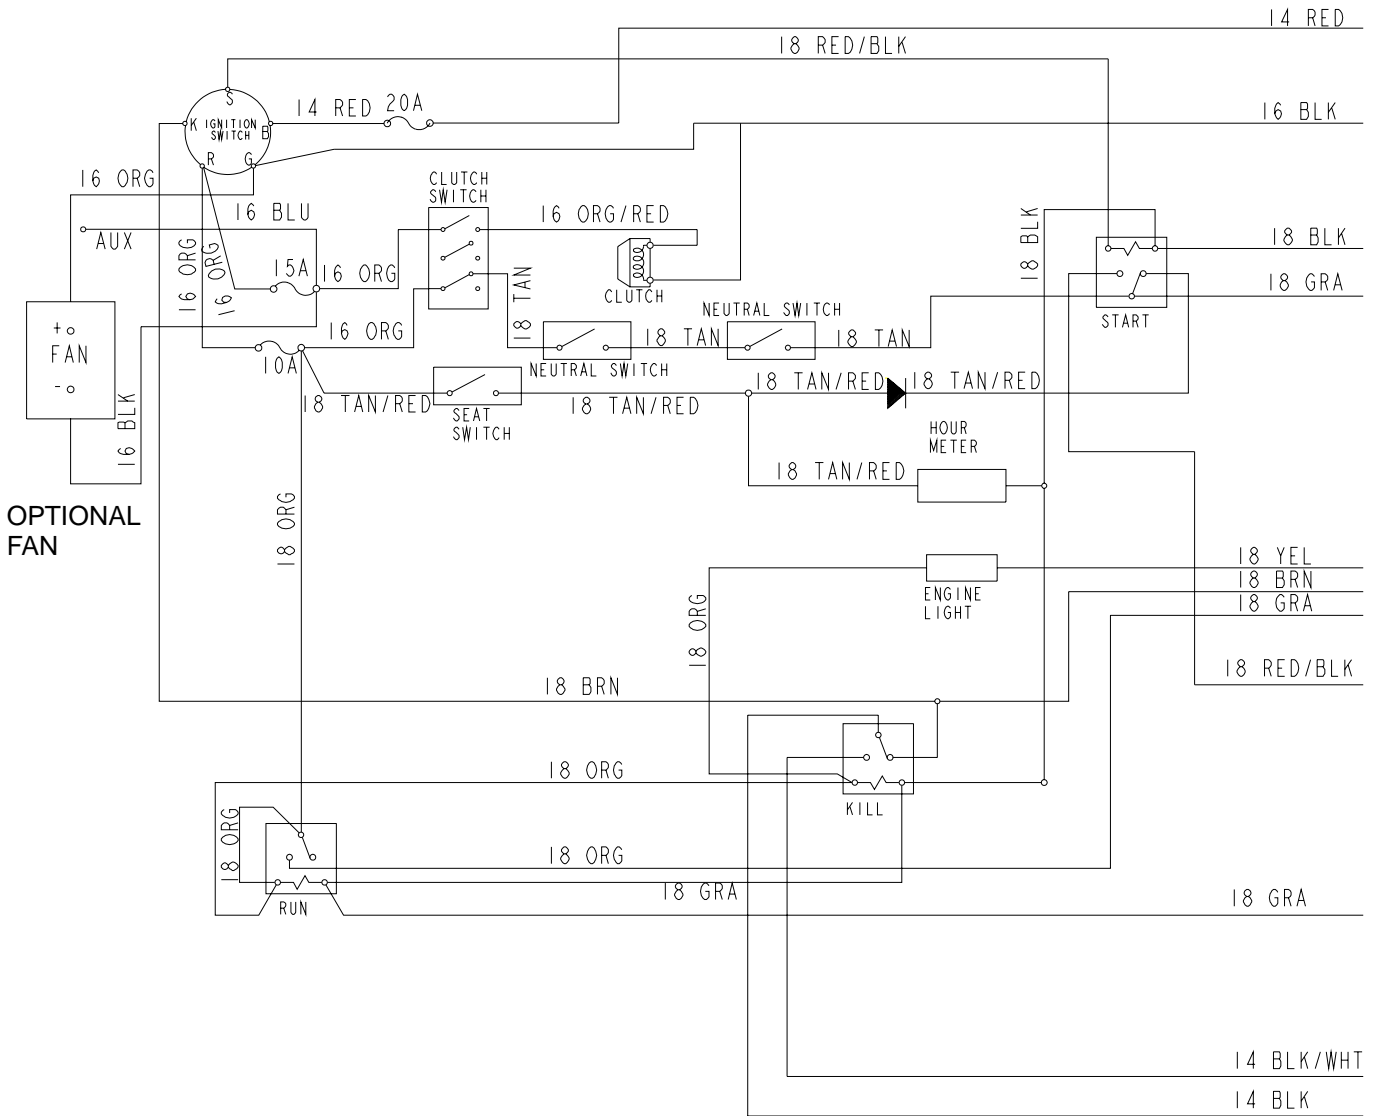 14 RED
18 RED/BLK
S
14 RED
20A
K
IGNITION
SWITCH
B
16 BLK
R
G
16 ORG
CLUTCH
SWITCH
16 BLU
16 ORG/RED
AUX
16 ORG
16 ORG
18 BLK
18 BLK
15A
16 ORG
18 TAN
CLUTCH
18 GRA
NEUTRAL SWITCH
START
+
FAN
-
16 ORG
18 TAN
18 TAN
10A
NEUTRAL SWITCH
18 TAN/RED
18 TAN/RED
18 TAN/RED
18 TAN/RED
SEAT
SWITCH
16 BLK
HOUR
METER
18 TAN/RED
OPTIONAL
FAN
18 ORG
18 YEL
18 BRN
18 GRA
ENGINE
LIGHT
18 ORG
18 RED/BLK
18 BRN
18 ORG
KILL
18 ORG
18 ORG
18 GRA
18 GRA
RUN
14 BLK/WHT
14 BLK